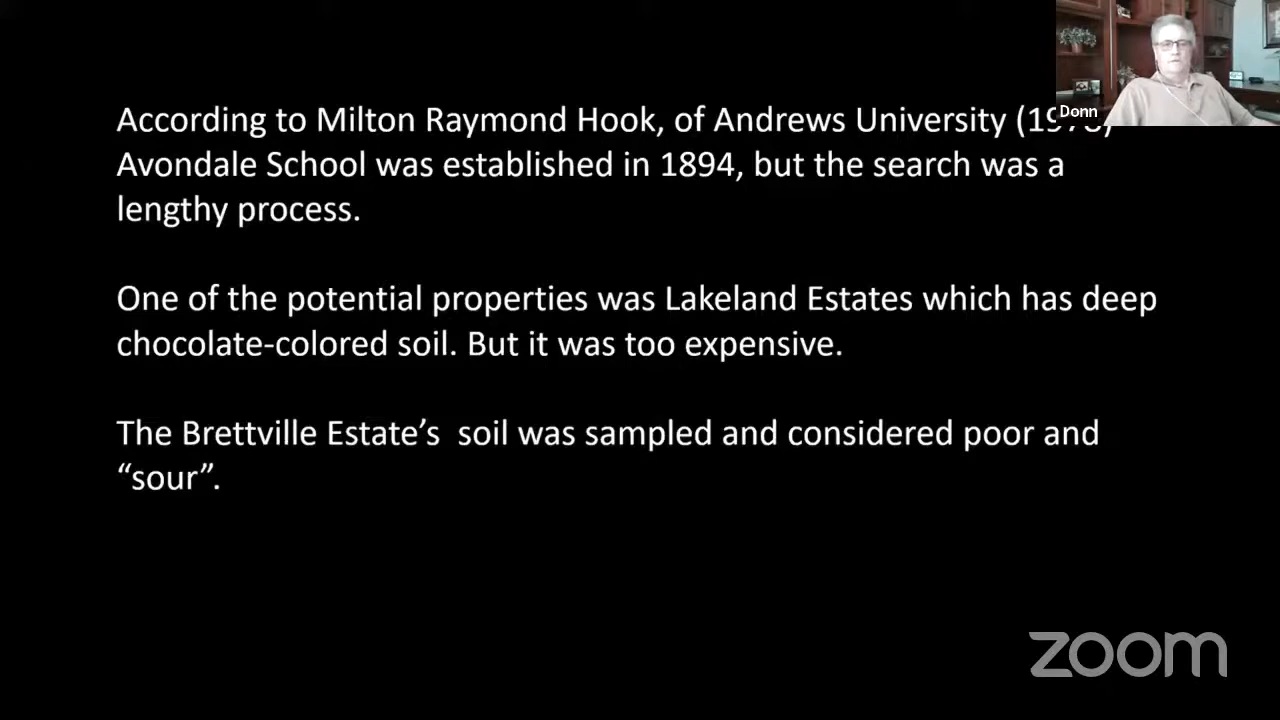 According to Milton Raymond Hook, of Andrews University
Avondale School was established in 1894, but the search was a
lengthy process.
One of the potential properties was Lakeland Estates which has deep
chocolate-colored soil. But it was too expensive.
The Brettville Estate’s  soil was sampled and considered poor and
“sour”.
Donn
zoom